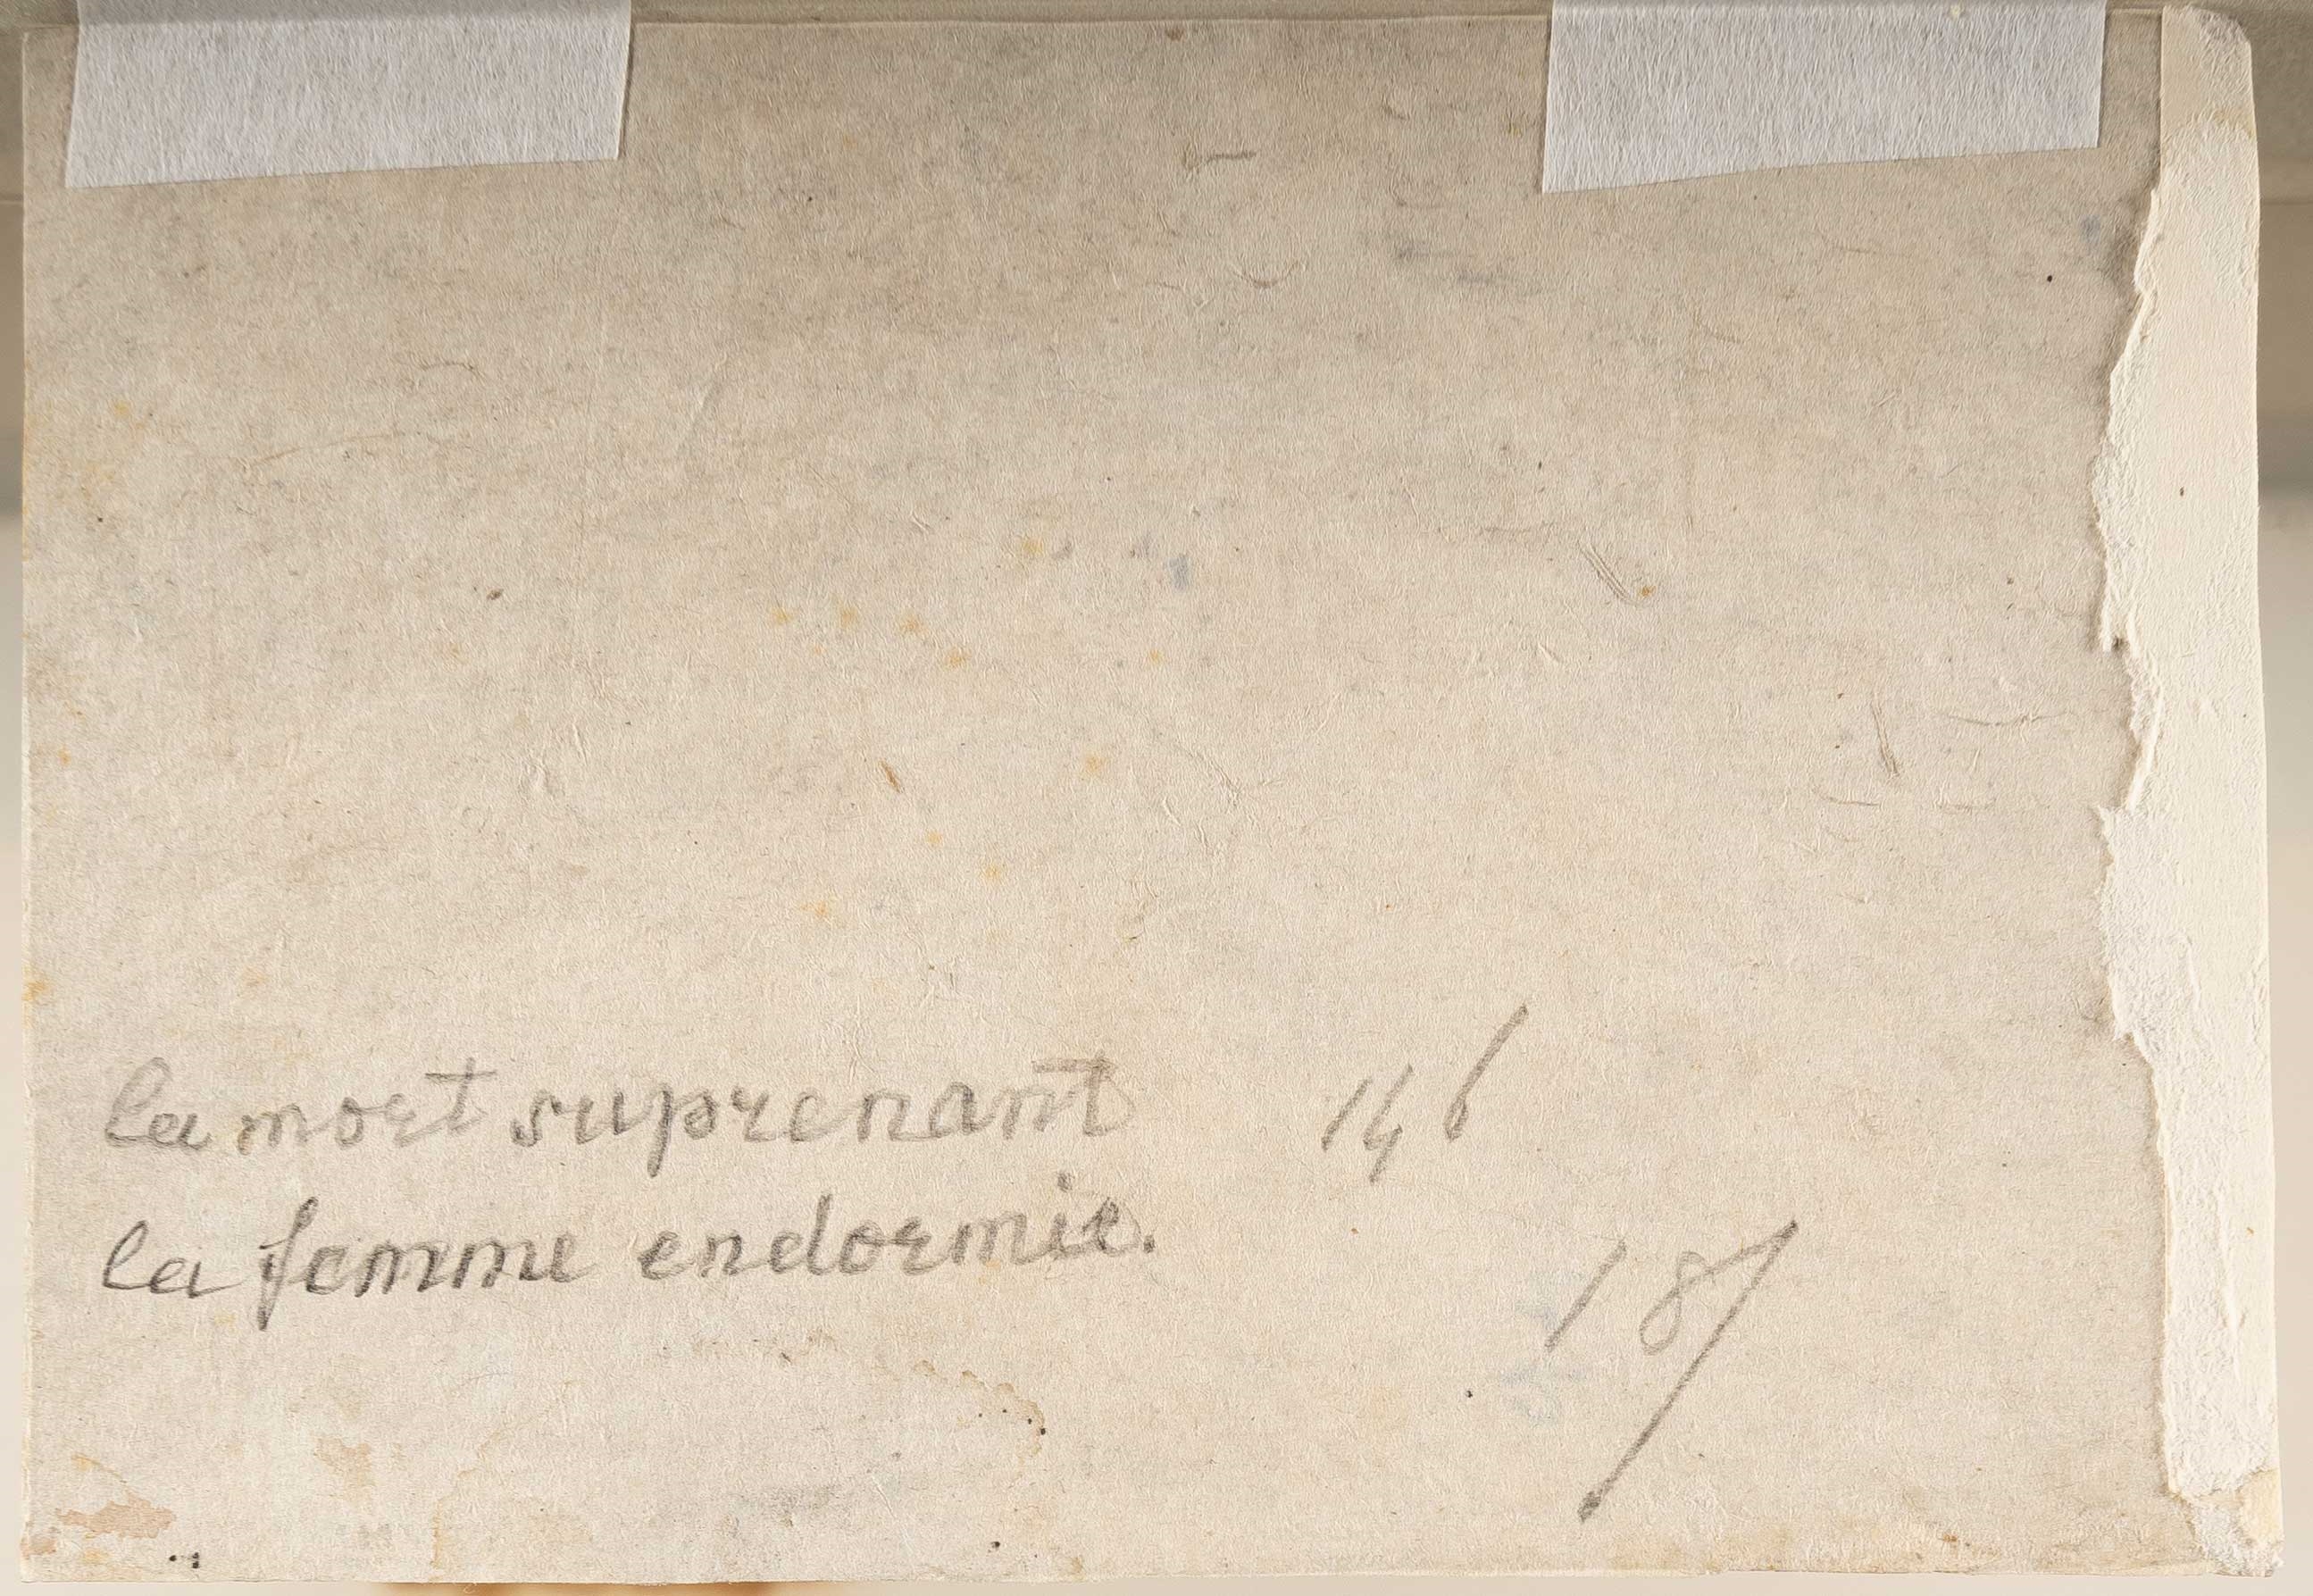 la mort suprenant 146
la femme endormie.
187